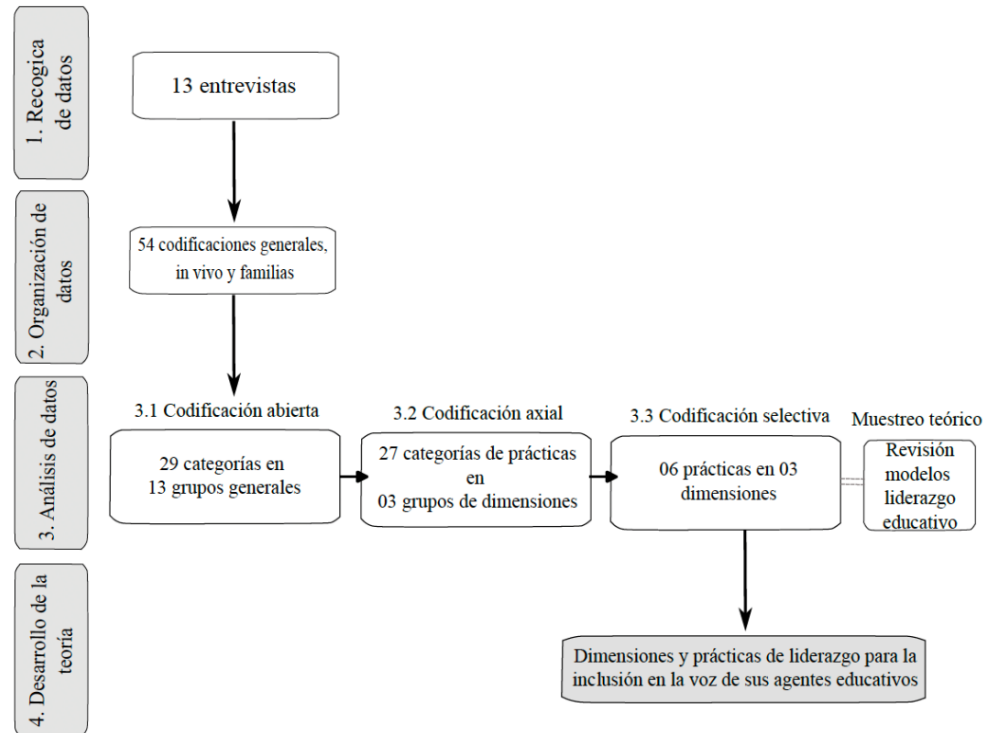 1. Recogica
de datos
13 entrevistas
2. Organización de
datos
54 codificaciones generales,
in vivo y familias
3. Análisis de datos
3.1 Codificación abierta
29 categorías en
13 grupos generales
3.2 Codificación axial
27 categorías de prácticas
en
03 grupos de dimensiones
3.3 Codificación selectiva
06 prácticas en 03
dimensiones
Muestreo teórico
Revisión
modelos
liderazgo
educativo
4. Desarrollo de la
teoría
Dimensiones y prácticas de liderazgo para la
inclusión en la voz de sus agentes educativos